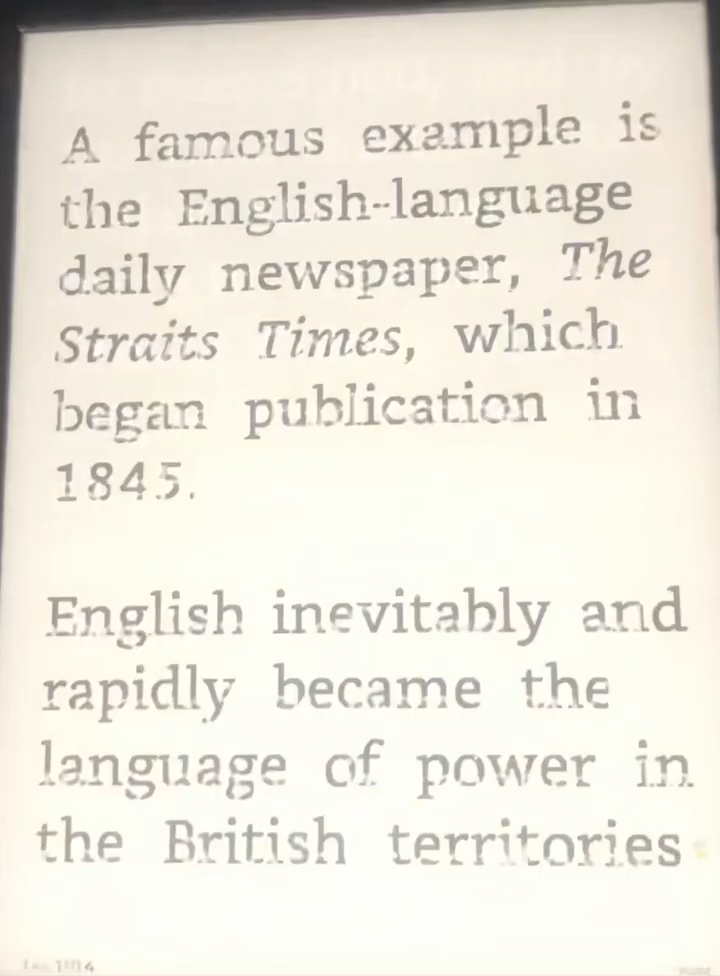 A famous example is
the English-language
daily newspaper, The
Straits Times, which
began publication in
1845.
English inevitably and
rapidly became the
language of power in
the British territories